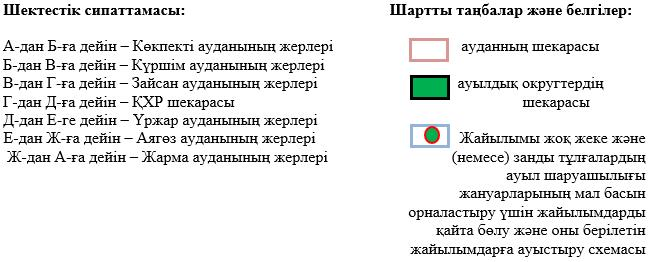 Шектестік сипаттамасы:
А-дан Б-ға дейін – Көкпекті ауданының жерлері
Б-дан В-ға дейін – Күршім ауданының жерлері
В-дан Г-ға дейін – Зайсан ауданының жерлері
Г-дан Д-ға дейін – ҚХР шекарасы
Д-дан Е-ге дейін – Үржар ауданының жерлері
Е-дан Ж-ға дейін – Аягөз ауданының жерлері
Ж-дан А-ға дейін – Жарма ауданының жерлері
Шартты таңбалар және белгілер:
ауданның шекарасы
ауылдық округтердің
шекарасы
Жайылымы жоқ жеке және
(немесе) занды тұлғалардың
ауыл шаруашылығы
жануарларының мал басын
орналастыру үшін жайылымдарды
қайта бөлу және оны берілетін
жайылымдарға ауыстыру схемасы